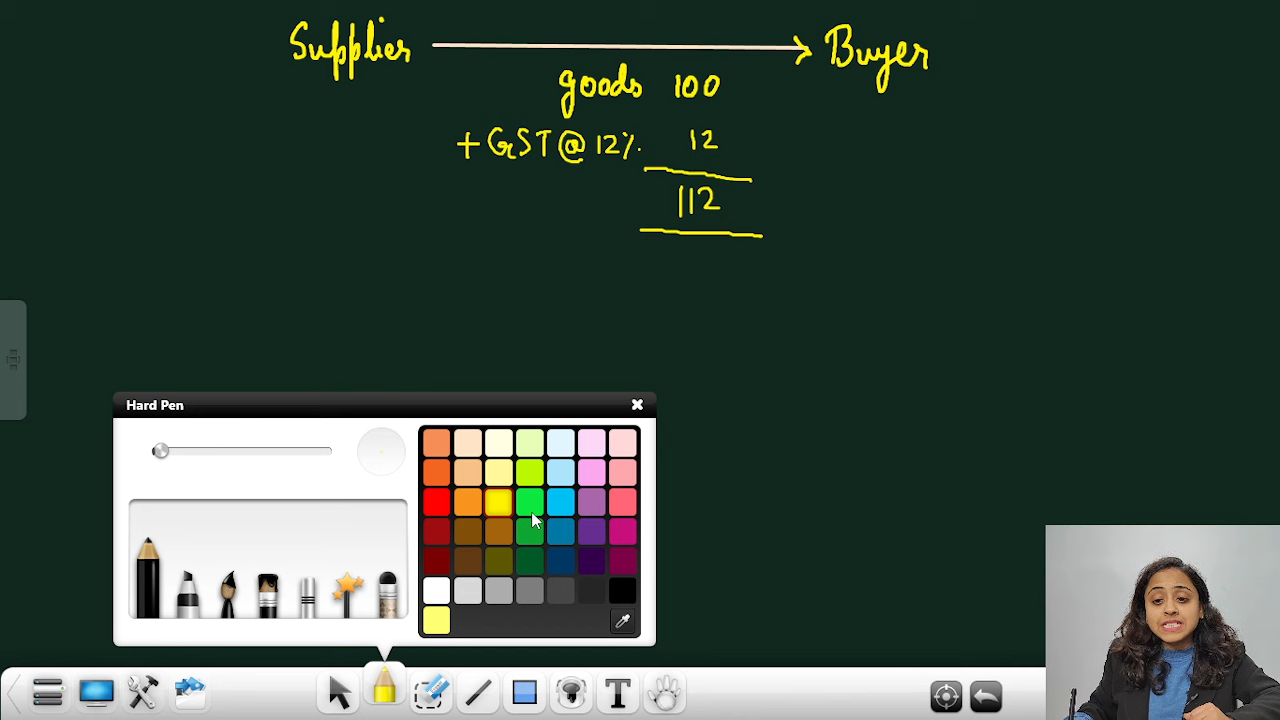 Supplier → Buyer
goods 100
+ GST @ 12%. 12
112
Hard Pen
T